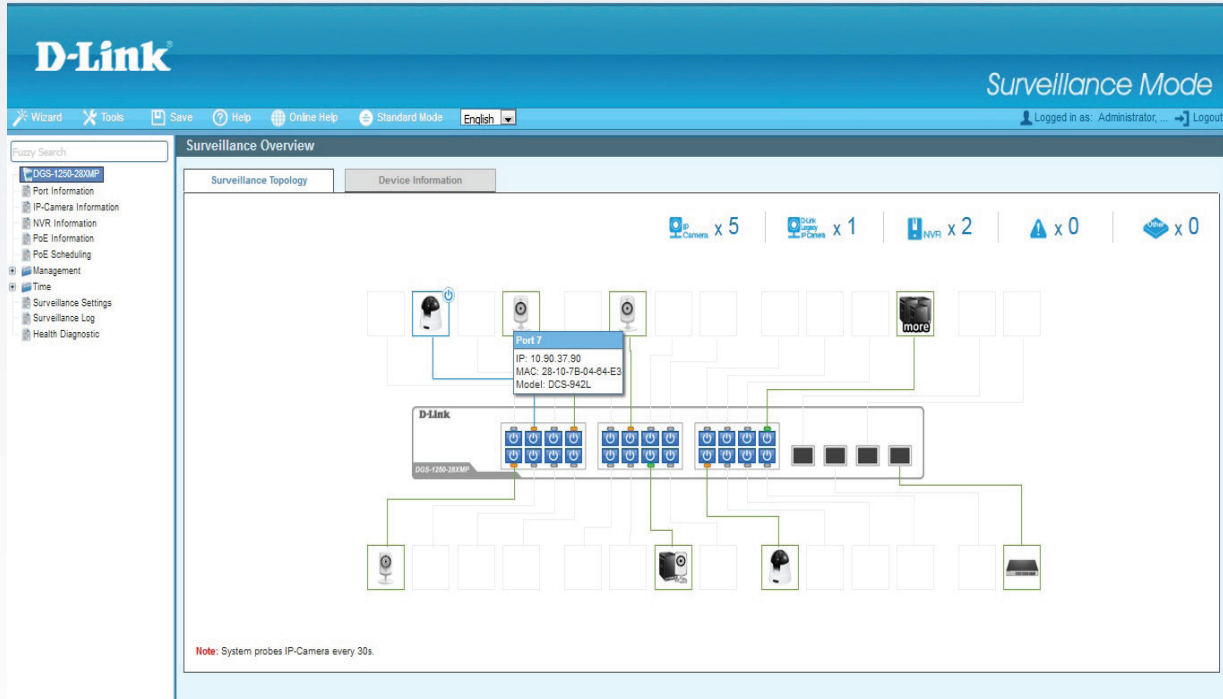 D-Link
Surveillance Mode
Wizard Tools Save Help Online Help Standard Mode English Logged in as: Administrator, ... Logout
Fuzzy Search
DGS-1250-28XMP
Port Information
IP-Camera Information
NVR Information
PoE Information
PoE Scheduling
Management
Time
Surveillance Settings
Surveillance Log
Health Diagnostic
Surveillance Overview
Surveillance Topology Device Information
IP Camera x 5
D-Link Legacy IP Camera x 1
NVR x 2
x 0
Other x 0
more
Port 7
IP: 10.90.37.90
MAC: 28-10-7B-04-64-E3
Model: DCS-942L
D-Link
DGS-1250-28XMP
Note: System probes IP-Camera every 30s.